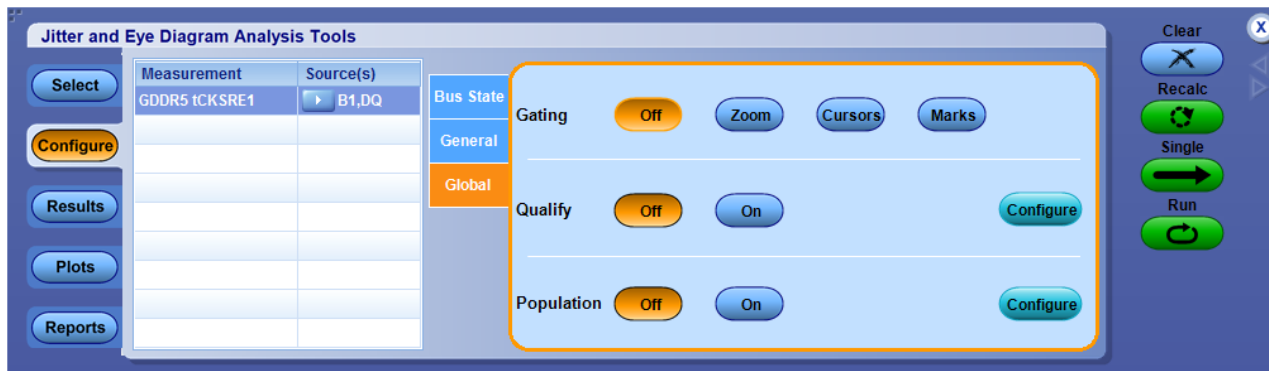 Jitter and Eye Diagram Analysis Tools
Select
Configure
Results
Plots
Reports
Measurement Source(s)
GDDR5 tCKSRE1 B1,DQ
Bus State
General
Global
Gating Off Zoom Cursors Marks
Qualify Off On Configure
Population Off On Configure
Clear
X
Recalc
Single
Run